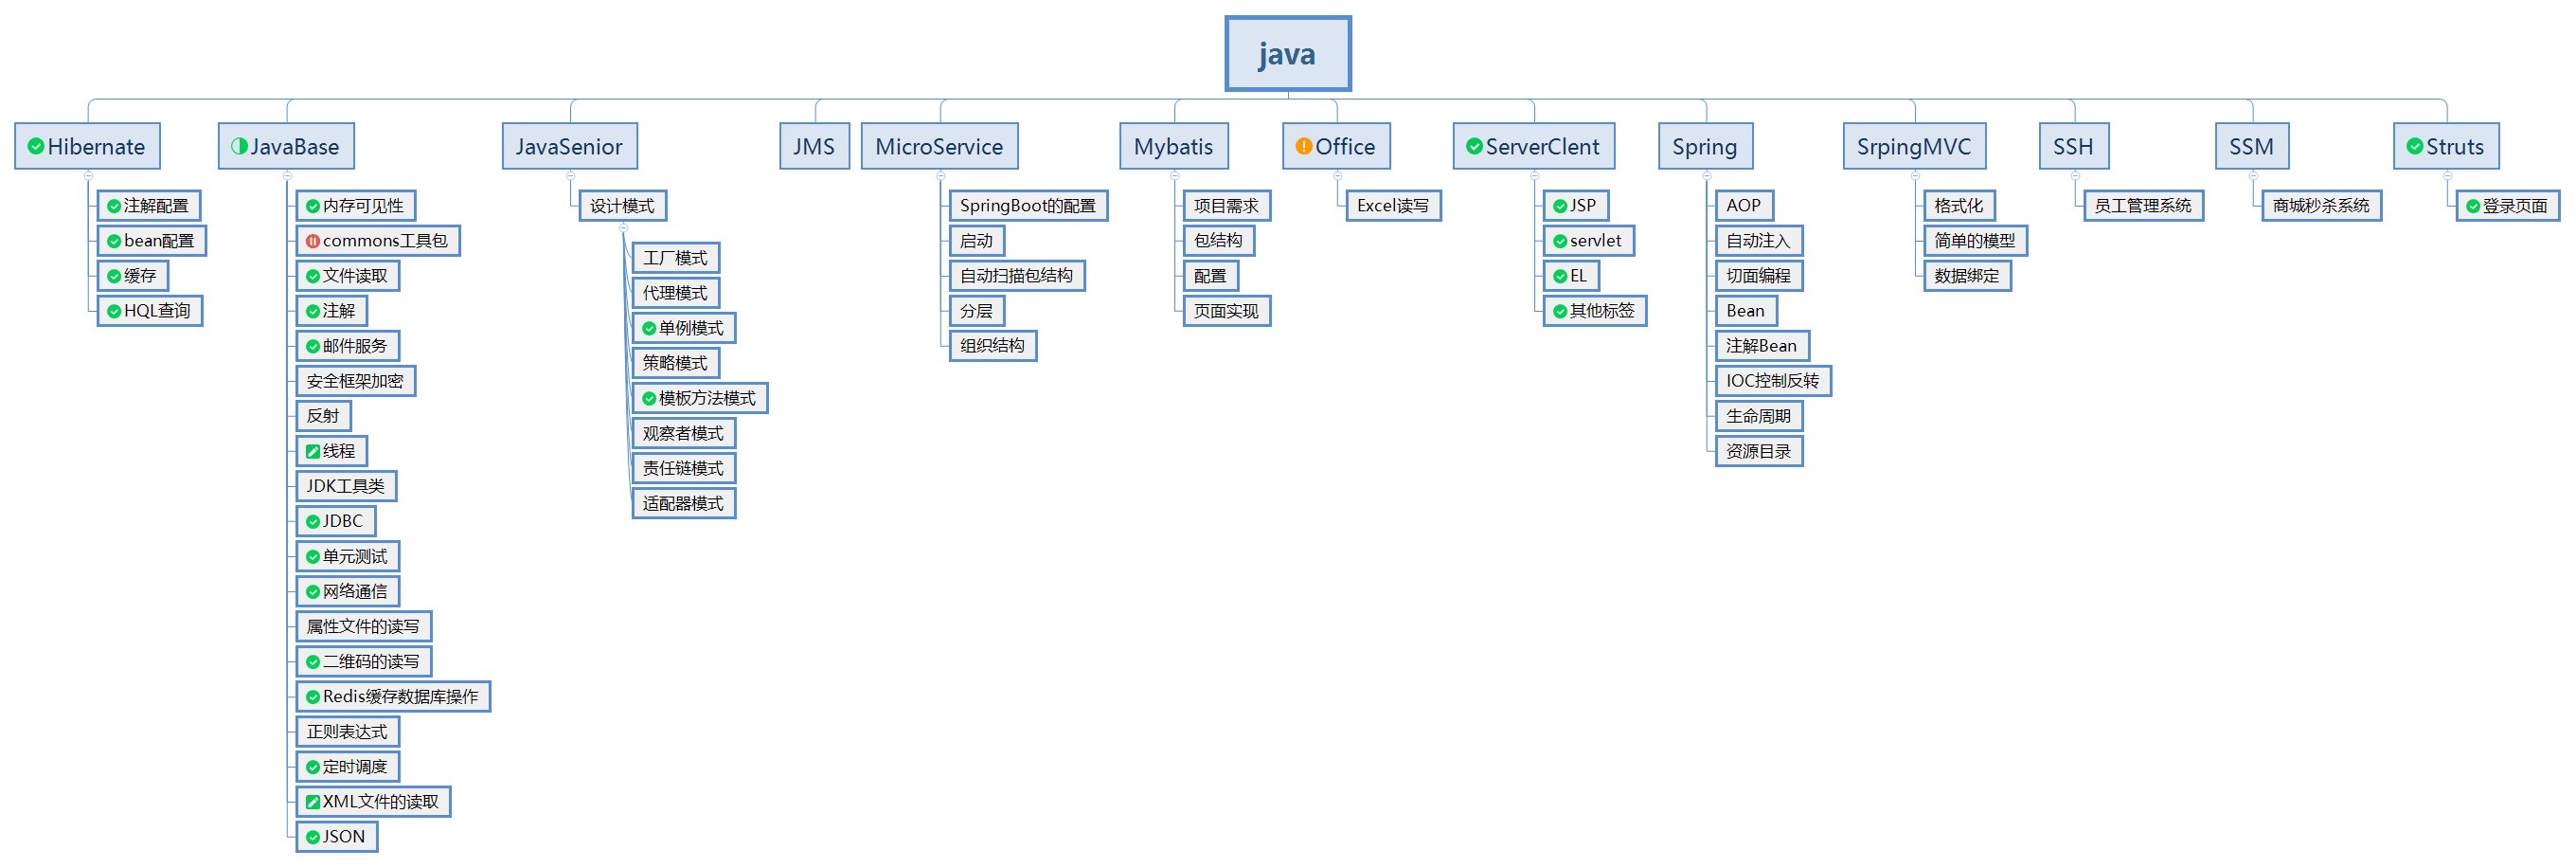 java
Hibernate
注解配置
bean配置
缓存
HQL查询
JavaBase
内存可见性
commons工具包
文件读取
注解
邮件服务
安全框架加密
反射
线程
JDK工具类
JDBC
单元测试
网络通信
属性文件的读写
二维码的读写
Redis缓存数据库操作
正则表达式
定时调度
XML文件的读取
JSON
JavaSenior
设计模式
工厂模式
代理模式
单例模式
策略模式
模板方法模式
观察者模式
责任链模式
适配器模式
JMS
MicroService
SpringBoot的配置
启动
自动扫描包结构
分层
组织结构
Mybatis
项目需求
包结构
配置
页面实现
Office
Excel读写
ServerClent
JSP
servlet
EL
其他标签
Spring
AOP
自动注入
切面编程
Bean
注解Bean
IOC控制反转
生命周期
资源目录
SrpingMVC
格式化
简单的模型
数据绑定
SSH
员工管理系统
SSM
商城秒杀系统
Struts
登录页面